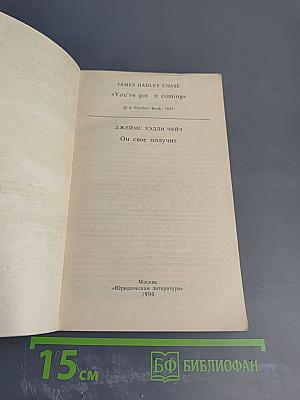 JAMES HADLEY CHASE
«You've got it coming»
© A Panther Book, 1955
ДЖЕЙМС ХЭДЛИ ЧЕЙЗ
Он свое получит
Москва
«Юридическая литература»
1990
15 см
БФ БИБЛИОФАН